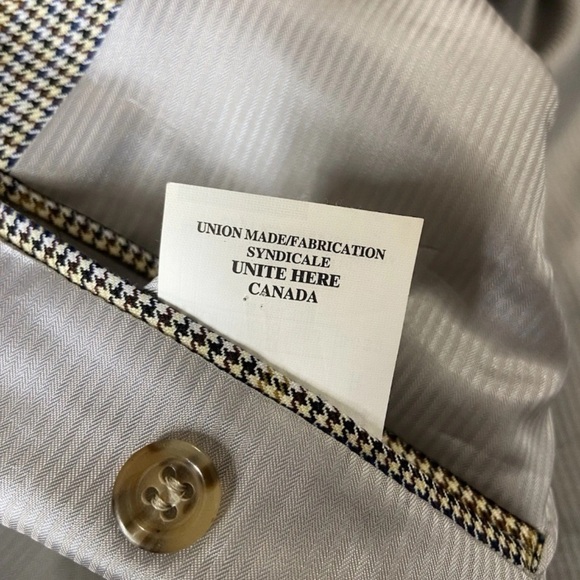 UNION MADE/FABRICATION
SYNDICALE
UNITE HERE
CANADA